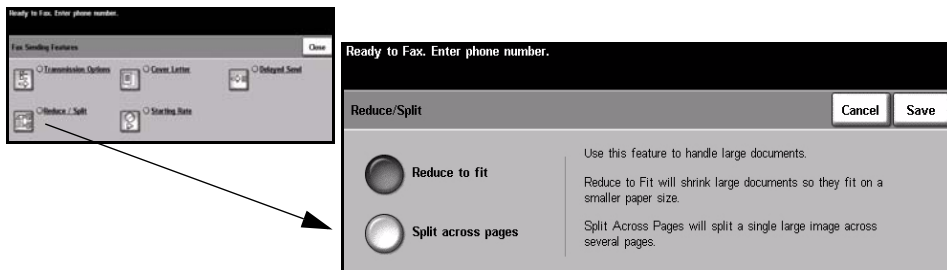 Ready to Fax. Enter phone number.
Fax Sending Features
Close
Transmission Options
Cover Letter
Delayed Send
Reduce / Split
Starting Rate
Ready to Fax. Enter phone number.
Reduce/Split
Cancel
Save
Reduce to fit
Split across pages
Use this feature to handle large documents.
Reduce to Fit will shrink large documents so they fit on a
smaller paper size.
Split Across Pages will split a single large image across
several pages.